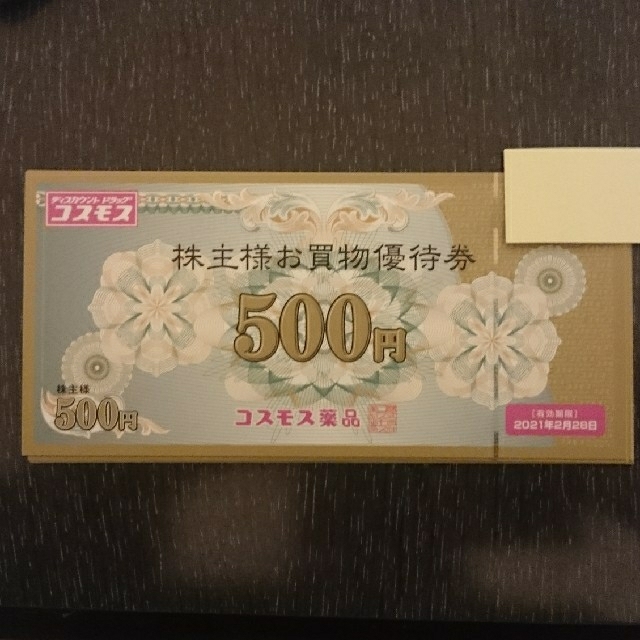 ディスカウント ドラッグ
コスモス
株主様お買物優待券
500円
株主様
500円
コスモス薬品
[有効期限]
2021年2月28日